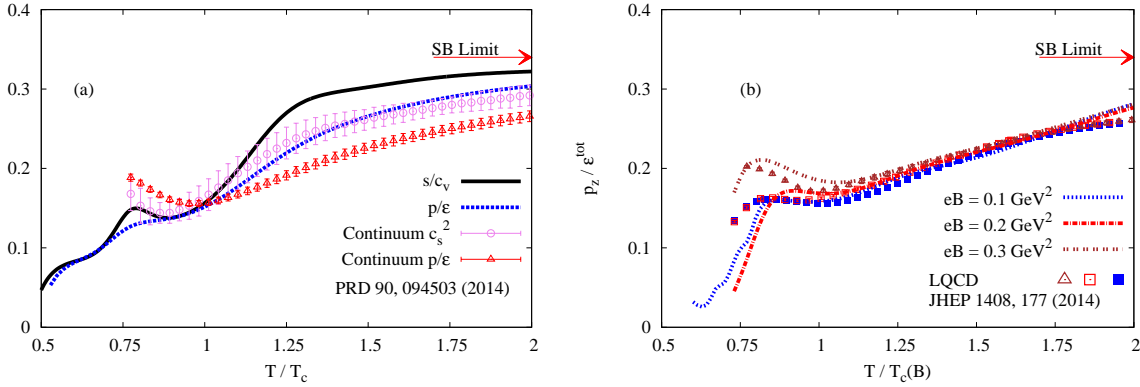 0.4
0.3
0.2
0.1
0
0.5
0.75
1
1.25
1.5
1.75
2
T / T_c
(a)
SB Limit
s/c_v
p/ε
Continuum c_s^2
Continuum p/ε
PRD 90, 094503 (2014)
p_z / ε^tot
0.4
0.3
0.2
0.1
0
0.5
0.75
1
1.25
1.5
1.75
2
T / T_c(B)
(b)
SB Limit
eB = 0.1 GeV^2
eB = 0.2 GeV^2
eB = 0.3 GeV^2
LQCD
JHEP 1408, 177 (2014)